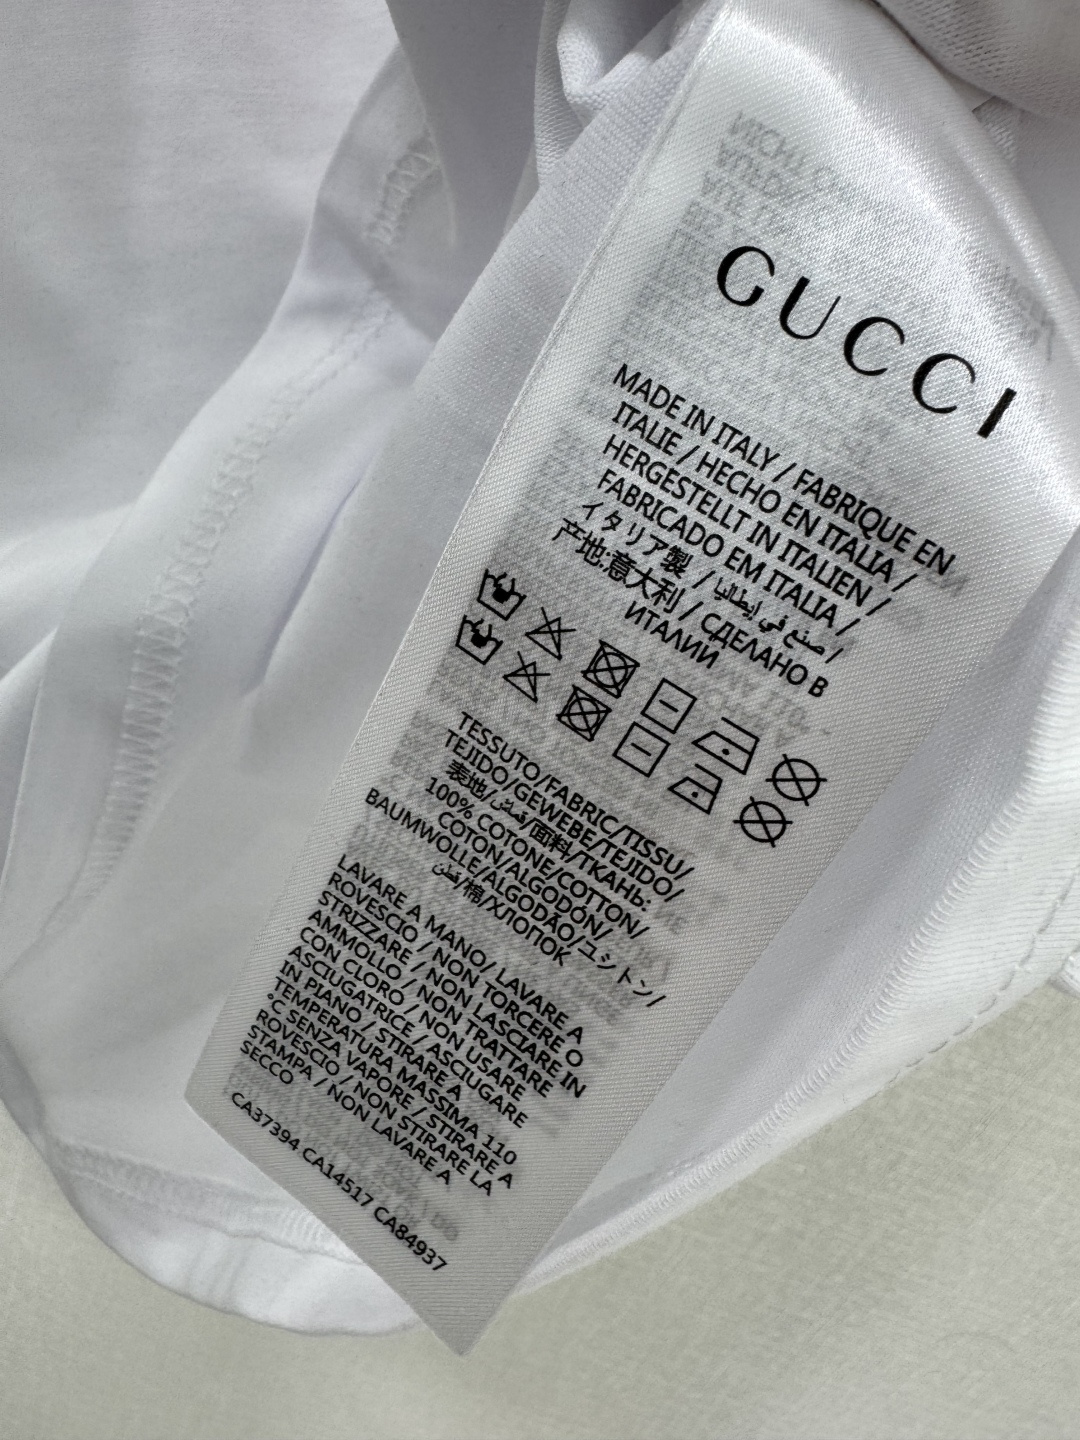 GUCCI
MADE IN ITALY / FABRIQUE EN
ITALIE / HECHO EN ITALIA /
HERGESTELLT IN ITALIEN /
FABRICADO EM ITALIA /
イタリア製 / صنع في إيطاليا /
产地:意大利 / СДЕЛАНО В
ИТАЛИИ
TESSUTO/FABRIC/TISSU/
TEJIDO/GEWEBE/TEJIDO/
表地/قماش/面料/ТКАНЬ:
100% COTONE/COTTON/
COTON/ALGODÓN/
BAUMWOLLE/ALGODÃO/ユシトン/
قطن/棉/ХЛОПОК
LAVARE A MANO/ LAVARE A
ROVESCIO / NON TORCERE O
STRIZZARE / NON LASCIARE IN
AMMOLLO / NON TRATTARE
CON CLORO / NON USARE
ASCIUGATRICE / ASCIUGARE
IN PIANO / STIRARE A
TEMPERATURA MASSIMA 110
°C SENZA VAPORE / STIRARE A
ROVESCIO / NON STIRARE LA
STAMPA / NON LAVARE A
SECCO
CA37394 CA14517 CA84937